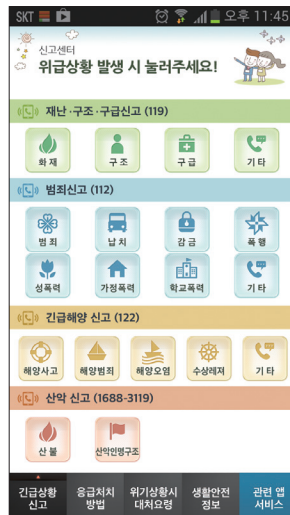 SKT 오후 11:45
신고센터
위급상황 발생 시 눌러주세요!
재난·구조·구급신고 (119)
화재 구조 구급 기타
범죄신고 (112)
범죄 납치 감금 폭행
성폭력 가정폭력 학교폭력 기타
긴급해양 신고 (122)
해양사고 해양범죄 해양오염 수상레저 기타
산악 신고 (1688-3119)
산불 산악인명구조
긴급상황 응급처치 위기상황시 생활안전 관련 앱
신고 방법 대처요령 정보 서비스